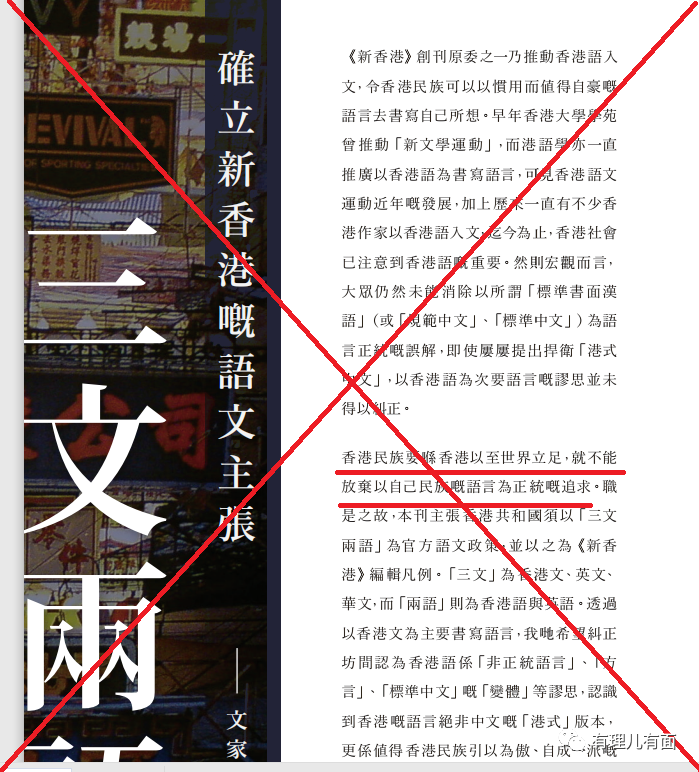 VY
REVIVAL
OF SPORTING SPECIALTIES.
公司
零件
確立新香港嘅語文主張
三文兩語
文家
《新香港》創刊原委之一乃推動香港語入
文,令香港民族可以以慣用而值得自豪嘅
語言去書寫自己所想。早年香港大學學苑
曾推動「新文學運動」,而港語學亦一直
推廣以香港語為書寫語言,可見香港語文
運動近年嘅發展,加上歷來一直有不少香
港作家以香港語入文,迄今為止,香港社會
已注意到香港語嘅重要。然則宏觀而言,
大眾仍然未能消除以所謂「標準書面漢
語」(或「規範中文」、「標準中文」)為語
言正統嘅誤解,即使屢屢提出捍衛「港式
中文」,以香港語為次要語言嘅謬思並未
得以糾正。
香港民族要喺香港以至世界立足,就不能
放棄以自己民族嘅語言為正統嘅追求。職
是之故,本刊主張香港共和國須以「三文
兩語」為官方語文政策,並以之為《新香
港》編輯凡例。「三文」為香港文、英文、
華文,而「兩語」則為香港語與英語。透過
以香港文為主要書寫語言,我哋希望糾正
坊間認為香港語係「非正統語言」、「方
言」、「標準中文」嘅「變體」等謬思,認識
到香港嘅語言絕非中文嘅「港式」版本,
更係值得香港民族引以為傲、自成一派嘅
有理儿有面